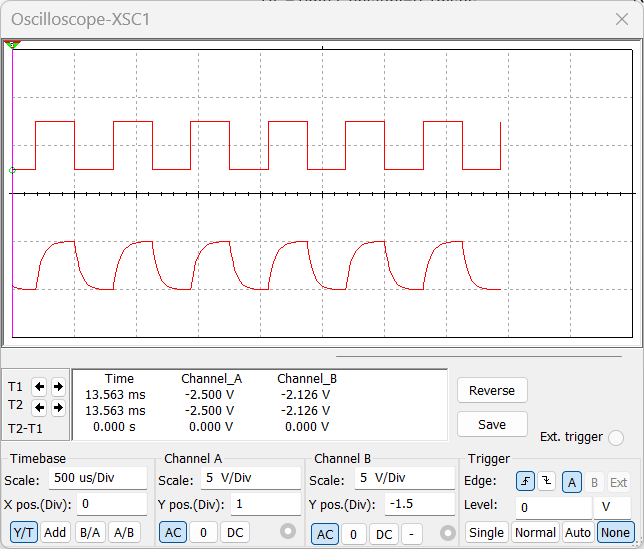 Oscilloscope-XSC1
T1
T2
T2-T1
Time Channel_A Channel_B
13.563 ms -2.500 V -2.126 V
13.563 ms -2.500 V -2.126 V
0.000 s 0.000 V 0.000 V
Reverse
Save
Ext. trigger
Timebase
Scale: 500 us/Div
X pos.(Div): 0
Y/T Add B/A A/B
Channel A
Scale: 5 V/Div
Y pos.(Div): 1
AC 0 DC
Channel B
Scale: 5 V/Div
Y pos.(Div): -1.5
AC 0 DC -
Trigger
Edge: A B Ext
Level: 0 V
Single Normal Auto None